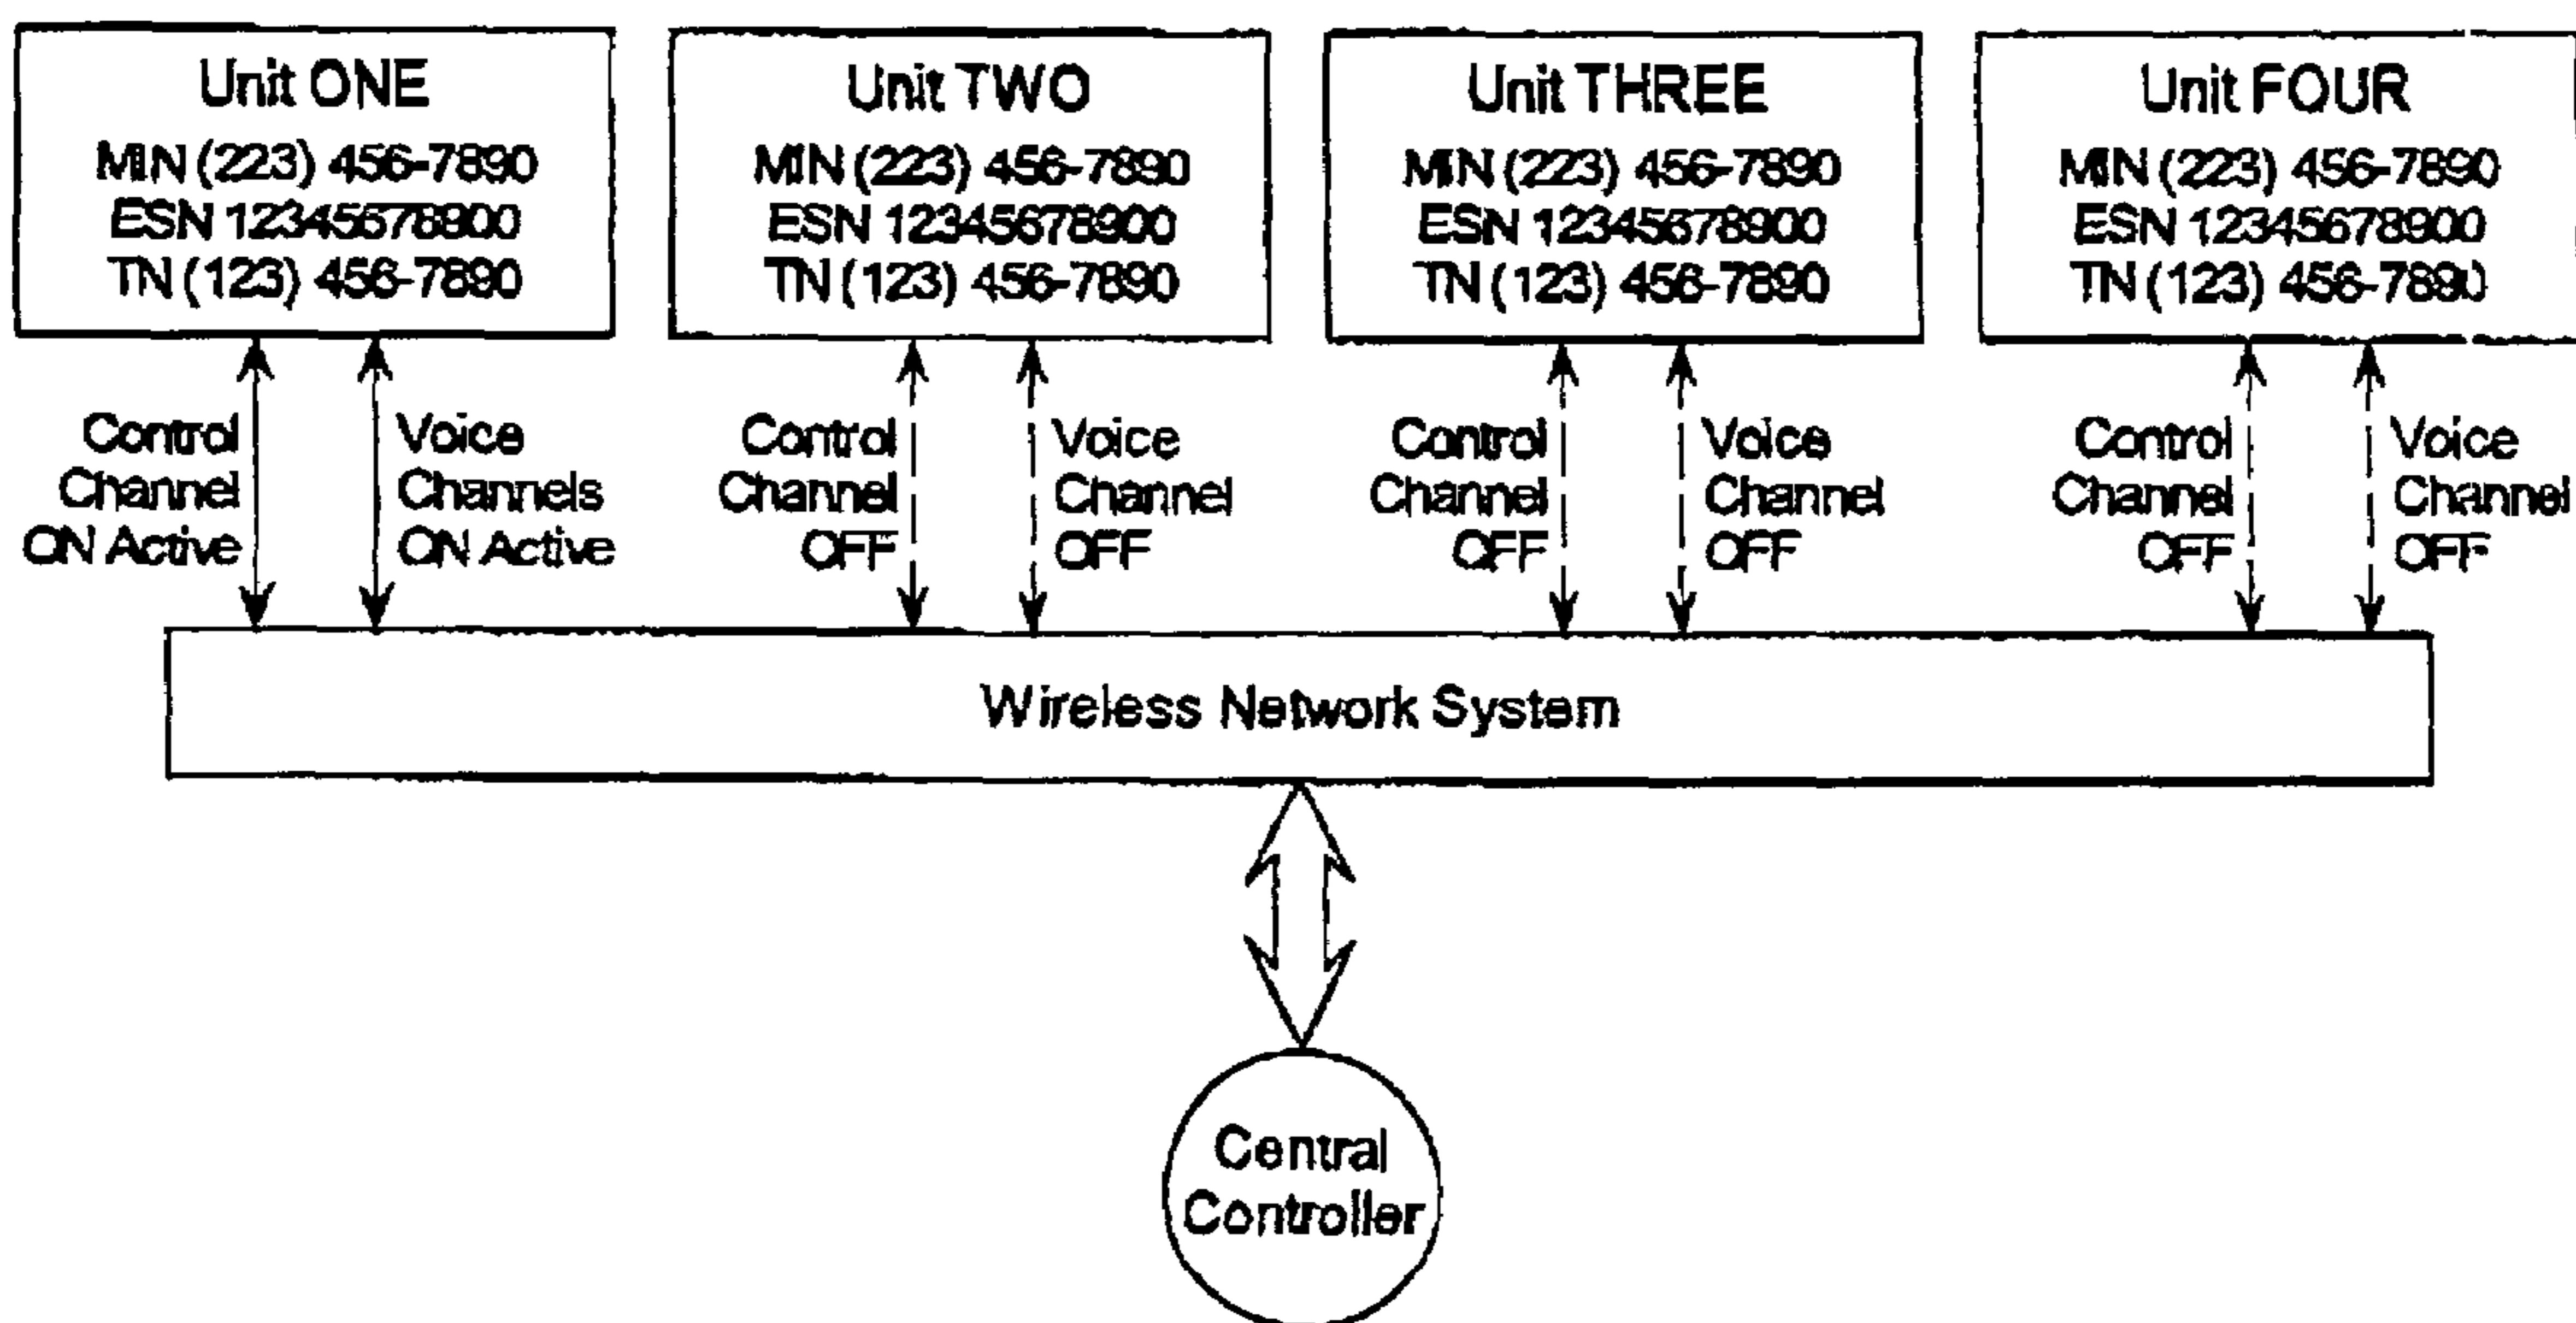 Unit ONE
MIN (223) 456-7890
ESN 12345678900
TN (123) 456-7890
Unit TWO
MIN (223) 456-7890
ESN 12345678900
TN (123) 456-7890
Unit THREE
MIN (223) 456-7890
ESN 12345678900
TN (123) 456-7890
Unit FOUR
MIN (223) 456-7890
ESN 12345678900
TN (123) 456-7890
Control
Channel
ON Active
Voice
Channels
ON Active
Control
Channel
OFF
Voice
Channel
OFF
Control
Channel
OFF
Voice
Channel
OFF
Control
Channel
OFF
Voice
Channel
OFF
Wireless Network System
Central
Controller